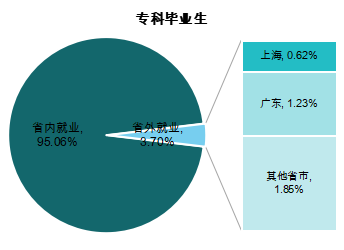 专科毕业生
省内就业,
95.06%
省外就业,
3.70%
上海, 0.62%
广东, 1.23%
其他省市,
1.85%